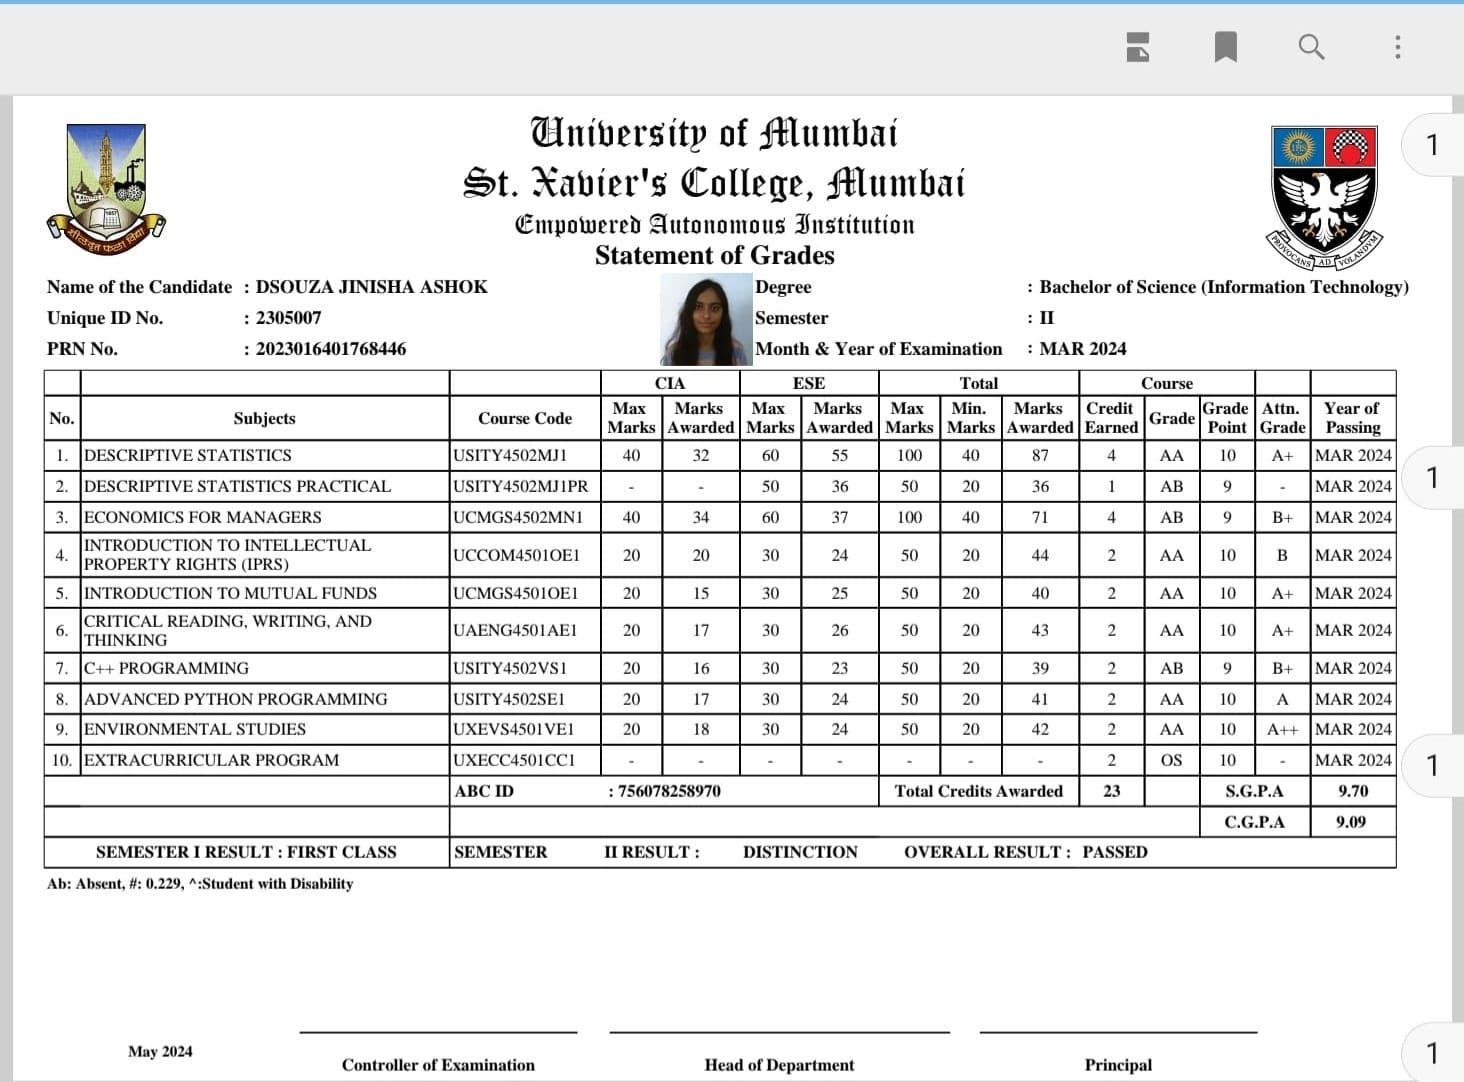 University of Mumbai
St. Xavier's College, Mumbai
Empowered Autonomous Institution
Statement of Grades
1857
शीलवृत फला विद्या
IHS
PROVOCANS AD VOLANDVM
Name of the Candidate : DSOUZA JINISHA ASHOK Degree : Bachelor of Science (Information Technology)
Unique ID No. : 2305007 Semester : II
PRN No. : 2023016401768446 Month & Year of Examination : MAR 2024
CIA ESE Total Course
No. Subjects Course Code Max Marks Marks Awarded Max Marks Marks Awarded Max Marks Min. Marks Marks Awarded Credit Earned Grade Grade Point Attn. Grade Year of Passing
1. DESCRIPTIVE STATISTICS USITY4502MJ1 40 32 60 55 100 40 87 4 AA 10 A+ MAR 2024
2. DESCRIPTIVE STATISTICS PRACTICAL USITY4502MJ1PR - - 50 36 50 20 36 1 AB 9 - MAR 2024
3. ECONOMICS FOR MANAGERS UCMGS4502MN1 40 34 60 37 100 40 71 4 AB 9 B+ MAR 2024
4. INTRODUCTION TO INTELLECTUAL PROPERTY RIGHTS (IPRS) UCCOM4501OE1 20 20 30 24 50 20 44 2 AA 10 B MAR 2024
5. INTRODUCTION TO MUTUAL FUNDS UCMGS4501OE1 20 15 30 25 50 20 40 2 AA 10 A+ MAR 2024
6. CRITICAL READING, WRITING, AND THINKING UAENG4501AE1 20 17 30 26 50 20 43 2 AA 10 A+ MAR 2024
7. C++ PROGRAMMING USITY4502VS1 20 16 30 23 50 20 39 2 AB 9 B+ MAR 2024
8. ADVANCED PYTHON PROGRAMMING USITY4502SE1 20 17 30 24 50 20 41 2 AA 10 A MAR 2024
9. ENVIRONMENTAL STUDIES UXEVS4501VE1 20 18 30 24 50 20 42 2 AA 10 A++ MAR 2024
10. EXTRACURRICULAR PROGRAM UXECC4501CC1 - - - - - - - 2 OS 10 - MAR 2024
ABC ID : 756078258970 Total Credits Awarded 23 S.G.P.A 9.70
C.G.P.A 9.09
SEMESTER I RESULT : FIRST CLASS SEMESTER II RESULT : DISTINCTION OVERALL RESULT : PASSED
Ab: Absent, #: 0.229, ^:Student with Disability
May 2024
Controller of Examination Head of Department Principal
1
1
1
1